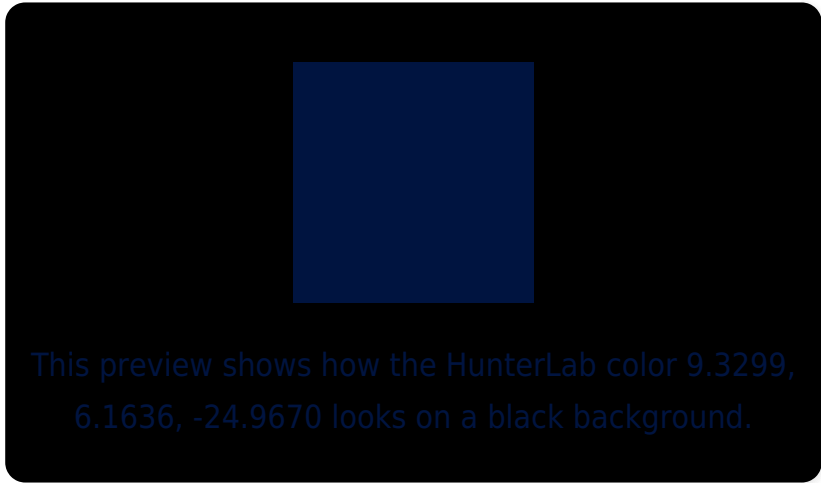 This preview shows how the HunterLab color 9.3299,
6.1636, -24.9670 looks on a black background.